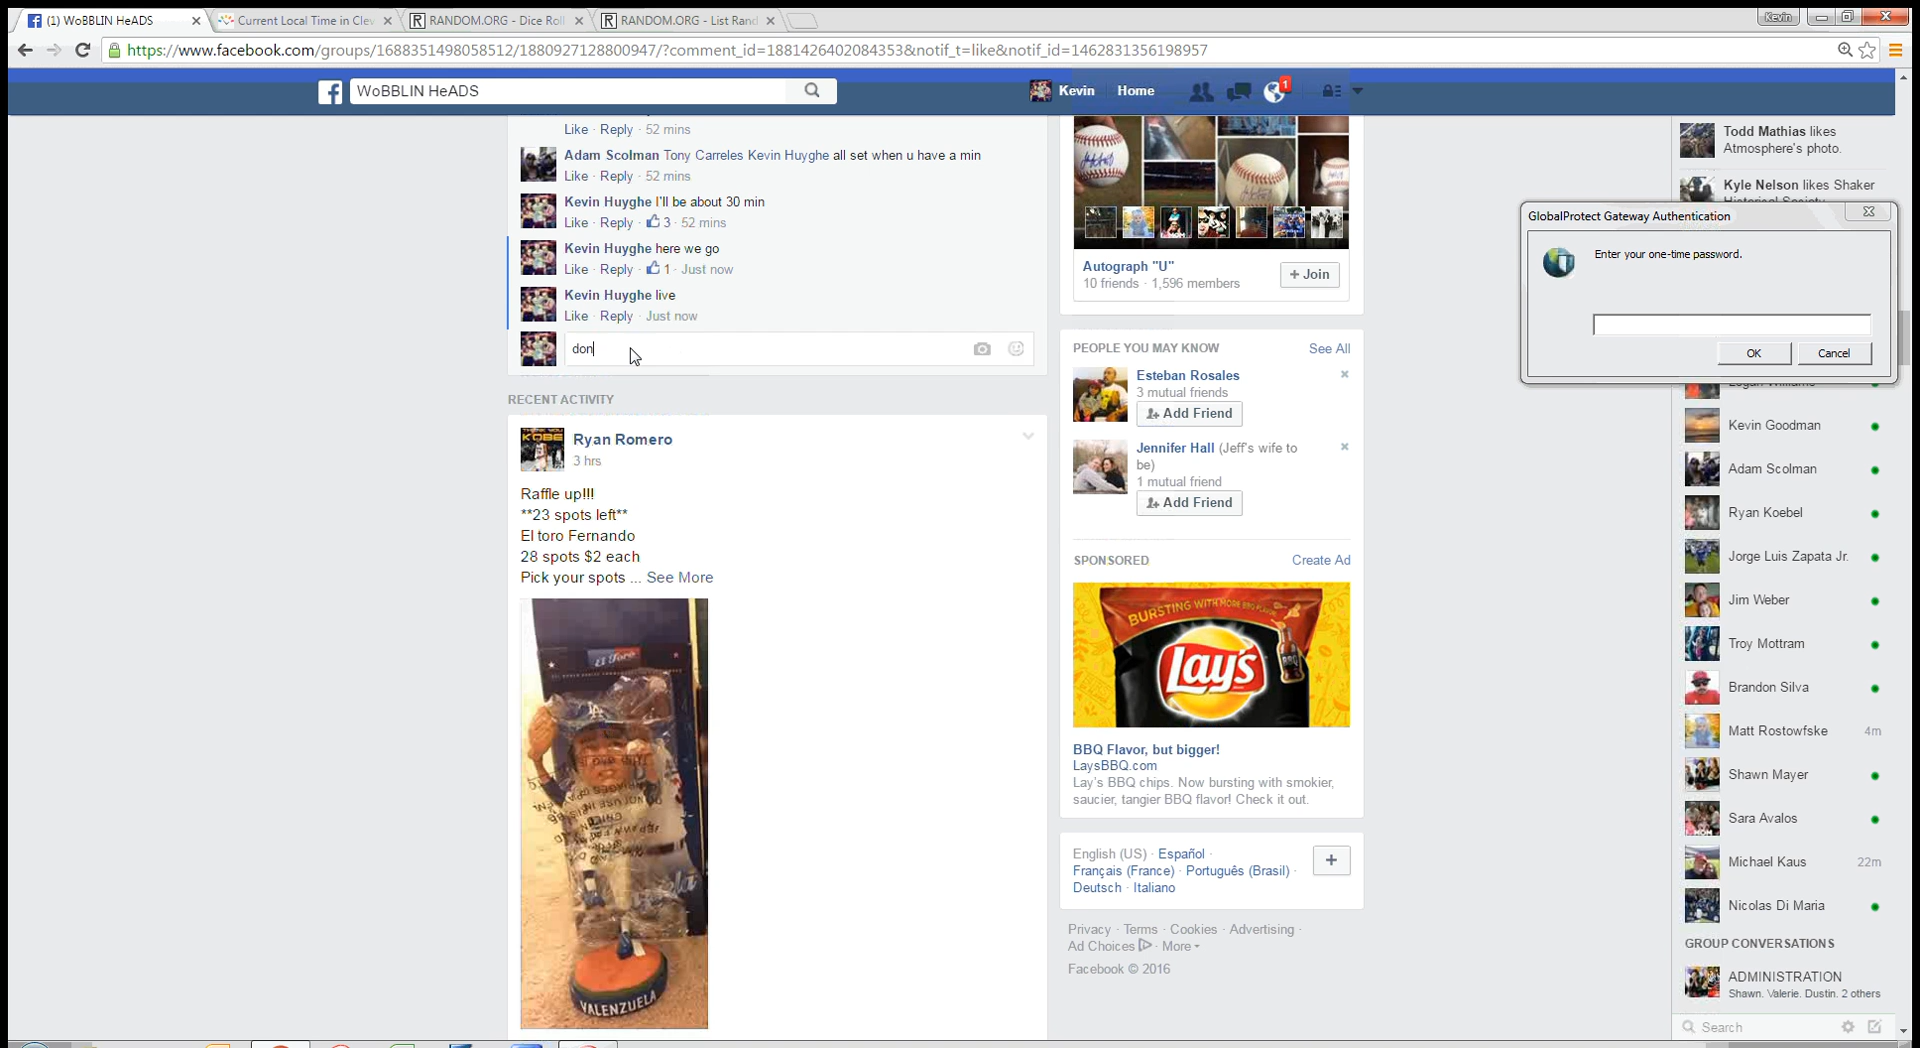 (1) WoBBLIN HeADS
Current Local Time in Clev
RANDOM.ORG - Dice Roll
RANDOM.ORG - List Rand
Kevin
https://www.facebook.com/groups/1688351498058512/1880927128800947/?comment_id=1881426402084353&notif_t=like&notif_id=1462831356198957
WoBBLIN HeADS
Kevin
Home
1
Like · Reply · 52 mins
Adam Scolman Tony Carreles Kevin Huyghe all set when u have a min
Like · Reply · 52 mins
Kevin Huyghe I'll be about 30 min
Like · Reply · 3 · 52 mins
Kevin Huyghe here we go
Like · Reply · 1 · Just now
Kevin Huyghe live
Like · Reply · Just now
don
RECENT ACTIVITY
Ryan Romero
3 hrs
Raffle up!!!
**23 spots left**
El toro Fernando
28 spots $2 each
Pick your spots ... See More
El Toro
LA
VALENZUELA
Autograph "U"
10 friends · 1,596 members
+ Join
PEOPLE YOU MAY KNOW
See All
Esteban Rosales
3 mutual friends
Add Friend
Jennifer Hall (Jeff's wife to
be)
1 mutual friend
Add Friend
SPONSORED
Create Ad
BURSTING WITH MORE BBQ FLAVOR
Lay's
BBQ Flavor, but bigger!
LaysBBQ.com
Lay's BBQ chips. Now bursting with smokier,
saucier, tangier BBQ flavor! Check it out.
English (US) · Español ·
Français (France) · Português (Brasil) ·
Deutsch · Italiano
Privacy · Terms · Cookies · Advertising ·
Ad Choices · More
Facebook © 2016
Todd Mathias likes
Atmosphere's photo.
Kyle Nelson likes Shaker
GlobalProtect Gateway Authentication
Enter your one-time password.
OK
Cancel
Logan Williams
Kevin Goodman
Adam Scolman
Ryan Koebel
Jorge Luis Zapata Jr.
Jim Weber
Troy Mottram
Brandon Silva
Matt Rostowfske 4m
Shawn Mayer
Sara Avalos
Michael Kaus 22m
Nicolas Di Maria
GROUP CONVERSATIONS
ADMINISTRATION
Shawn, Valerie, Dustin, 2 others
Search